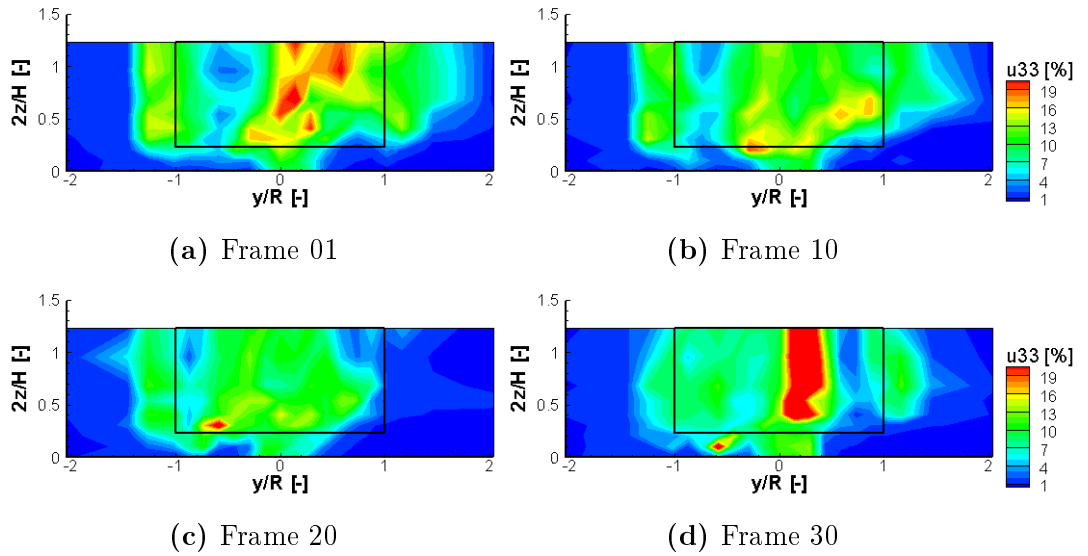 1.5
1
0.5
0
2z/H [-]
-2 -1 0 1 2
y/R [-]
(a) Frame 01
1.5
1
0.5
0
2z/H [-]
-2 -1 0 1 2
y/R [-]
(b) Frame 10
u33 [%]
19
16
13
10
7
4
1
1.5
1
0.5
0
2z/H [-]
-2 -1 0 1 2
y/R [-]
(c) Frame 20
1.5
1
0.5
0
2z/H [-]
-2 -1 0 1 2
y/R [-]
(d) Frame 30
u33 [%]
19
16
13
10
7
4
1